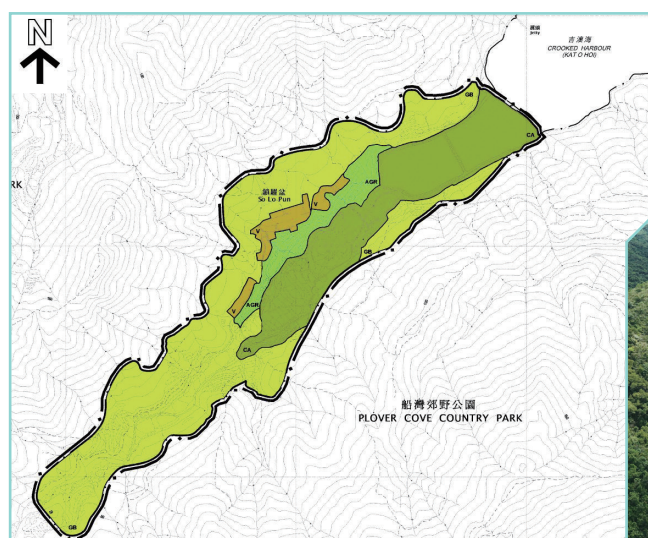 N
碼頭
Jetty
吉澳海
CROOKED HARBOUR
(KAT O HOI)
GB
CA
RK
AGR
鎖羅盆
So Lo Pun
V
V
GB
V
AGR
CA
船灣郊野公園
PLOVER COVE COUNTRY PARK
GB